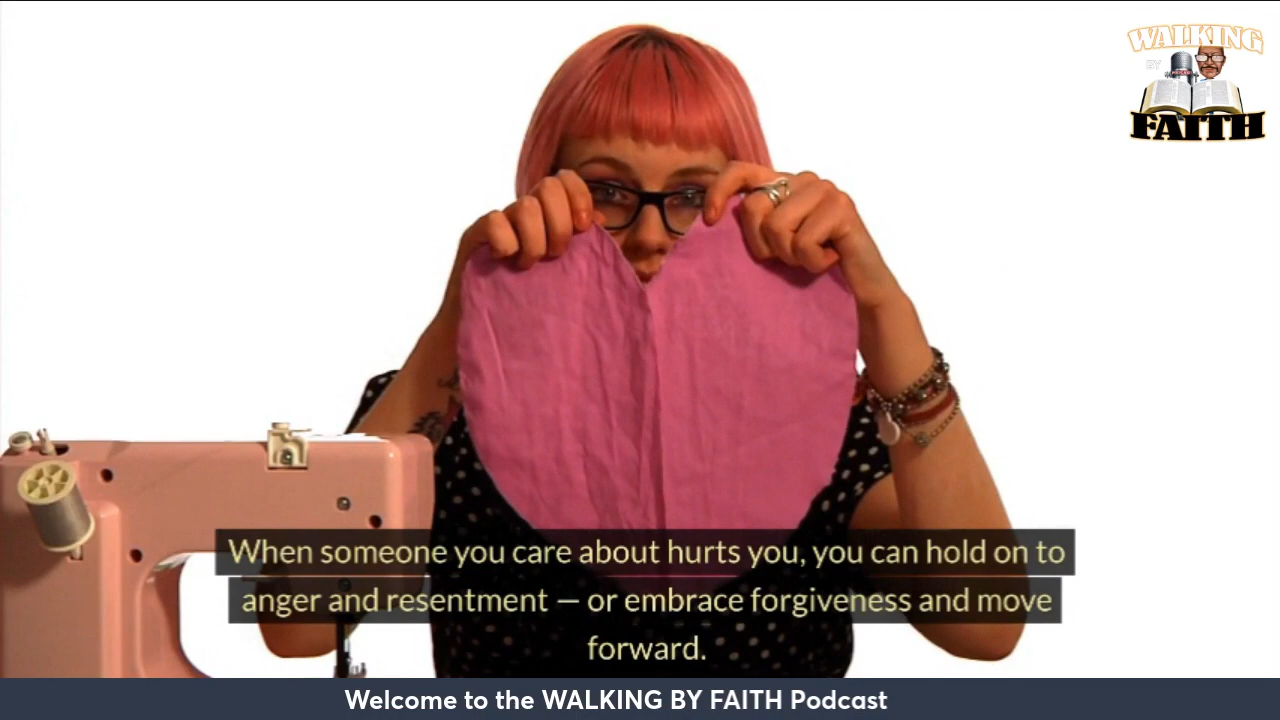 WALKING
BY
FAITH
When someone you care about hurts you, you can hold on to
anger and resentment — or embrace forgiveness and move
forward.
Welcome to the WALKING BY FAITH Podcast